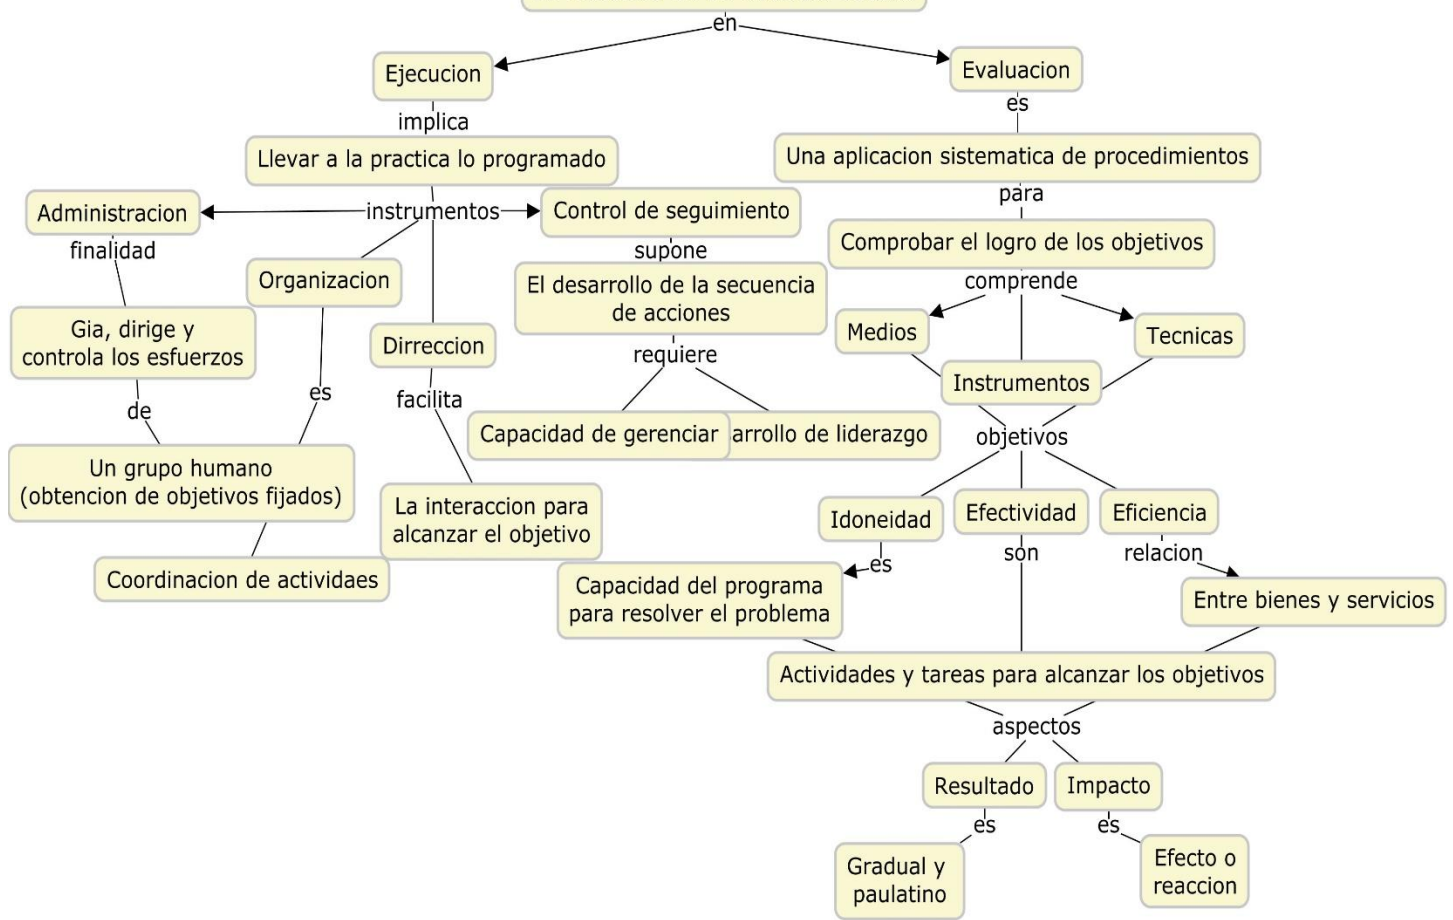 en
Ejecucion
Evaluacion
implica
es
Llevar a la practica lo programado
Una aplicacion sistematica de procedimientos
para
Administracion
instrumentos
Control de seguimiento
finalidad
supone
Comprobar el logro de los objetivos
Organizacion
comprende
El desarrollo de la secuencia
de acciones
Gia, dirige y
controla los esfuerzos
Dirreccion
Medios
Tecnicas
requiere
Instrumentos
de
es
facilita
Capacidad de gerenciar
arrollo de liderazgo
objetivos
Un grupo humano
(obtencion de objetivos fijados)
La interaccion para
alcanzar el objetivo
Idoneidad
Efectividad
Eficiencia
es
son
relacion
Coordinacion de actividaes
Capacidad del programa
para resolver el problema
Entre bienes y servicios
Actividades y tareas para alcanzar los objetivos
aspectos
Resultado
Impacto
es
es
Gradual y
paulatino
Efecto o
reaccion